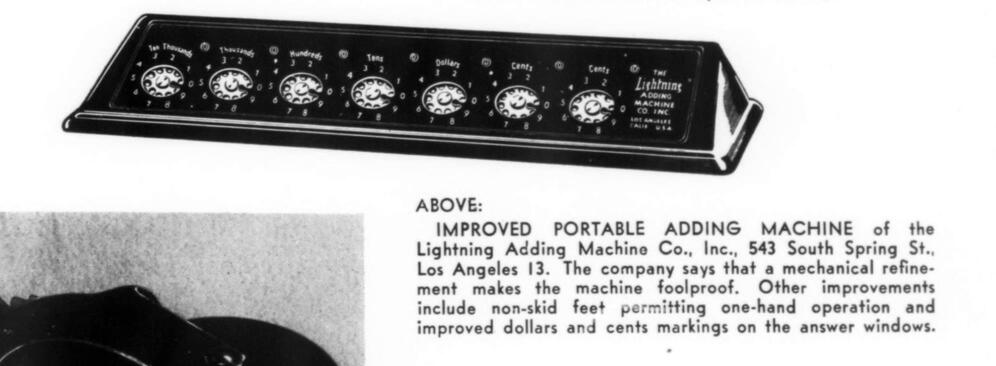 Ten Thousands Thousands Hundreds Tens Dollars Cents Cents
THE
Lightning
ADDING
MACHINE
CO. INC.
LOS ANGELES
CALIF. U.S.A.
ABOVE:
IMPROVED PORTABLE ADDING MACHINE of the
Lightning Adding Machine Co., Inc., 543 South Spring St.,
Los Angeles 13. The company says that a mechanical refine-
ment makes the machine foolproof. Other improvements
include non-skid feet permitting one-hand operation and
improved dollars and cents markings on the answer windows.